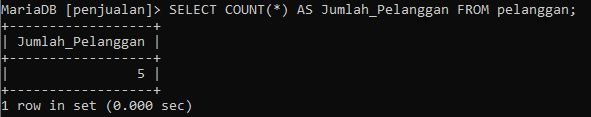 MariaDB [penjualan]> SELECT COUNT(*) AS Jumlah_Pelanggan FROM pelanggan;
+------------------+
| Jumlah_Pelanggan |
+------------------+
|                5 |
+------------------+
1 row in set (0.000 sec)